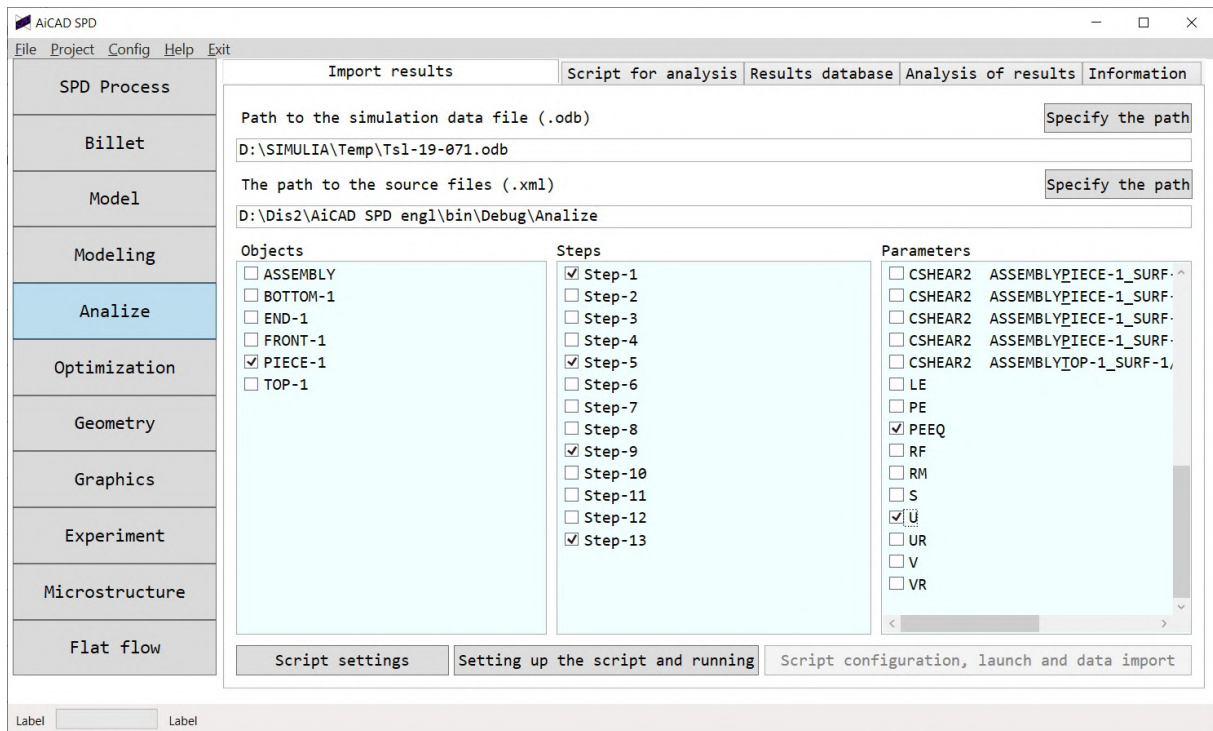 AiCAD SPD
File Project Config Help Exit
SPD Process
Billet
Model
Modeling
Analize
Optimization
Geometry
Graphics
Experiment
Microstructure
Flat flow
Import results
Script for analysis
Results database
Analysis of results
Information
Path to the simulation data file (.odb)
Specify the path
D:\SIMULIA\Temp\Tsl-19-071.odb
The path to the source files (.xml)
Specify the path
D:\Dis2\AiCAD SPD engl\bin\Debug\Analize
Objects
ASSEMBLY
BOTTOM-1
END-1
FRONT-1
PIECE-1
TOP-1
Steps
Step-1
Step-2
Step-3
Step-4
Step-5
Step-6
Step-7
Step-8
Step-9
Step-10
Step-11
Step-12
Step-13
Parameters
CSHEAR2 ASSEMBLYPIECE-1_SURF-
CSHEAR2 ASSEMBLYPIECE-1_SURF-
CSHEAR2 ASSEMBLYPIECE-1_SURF-
CSHEAR2 ASSEMBLYPIECE-1_SURF-
CSHEAR2 ASSEMBLYTOP-1_SURF-1/
LE
PE
PEEQ
RF
RM
S
U
UR
V
VR
Script settings
Setting up the script and running
Script configuration, launch and data import
Label
Label